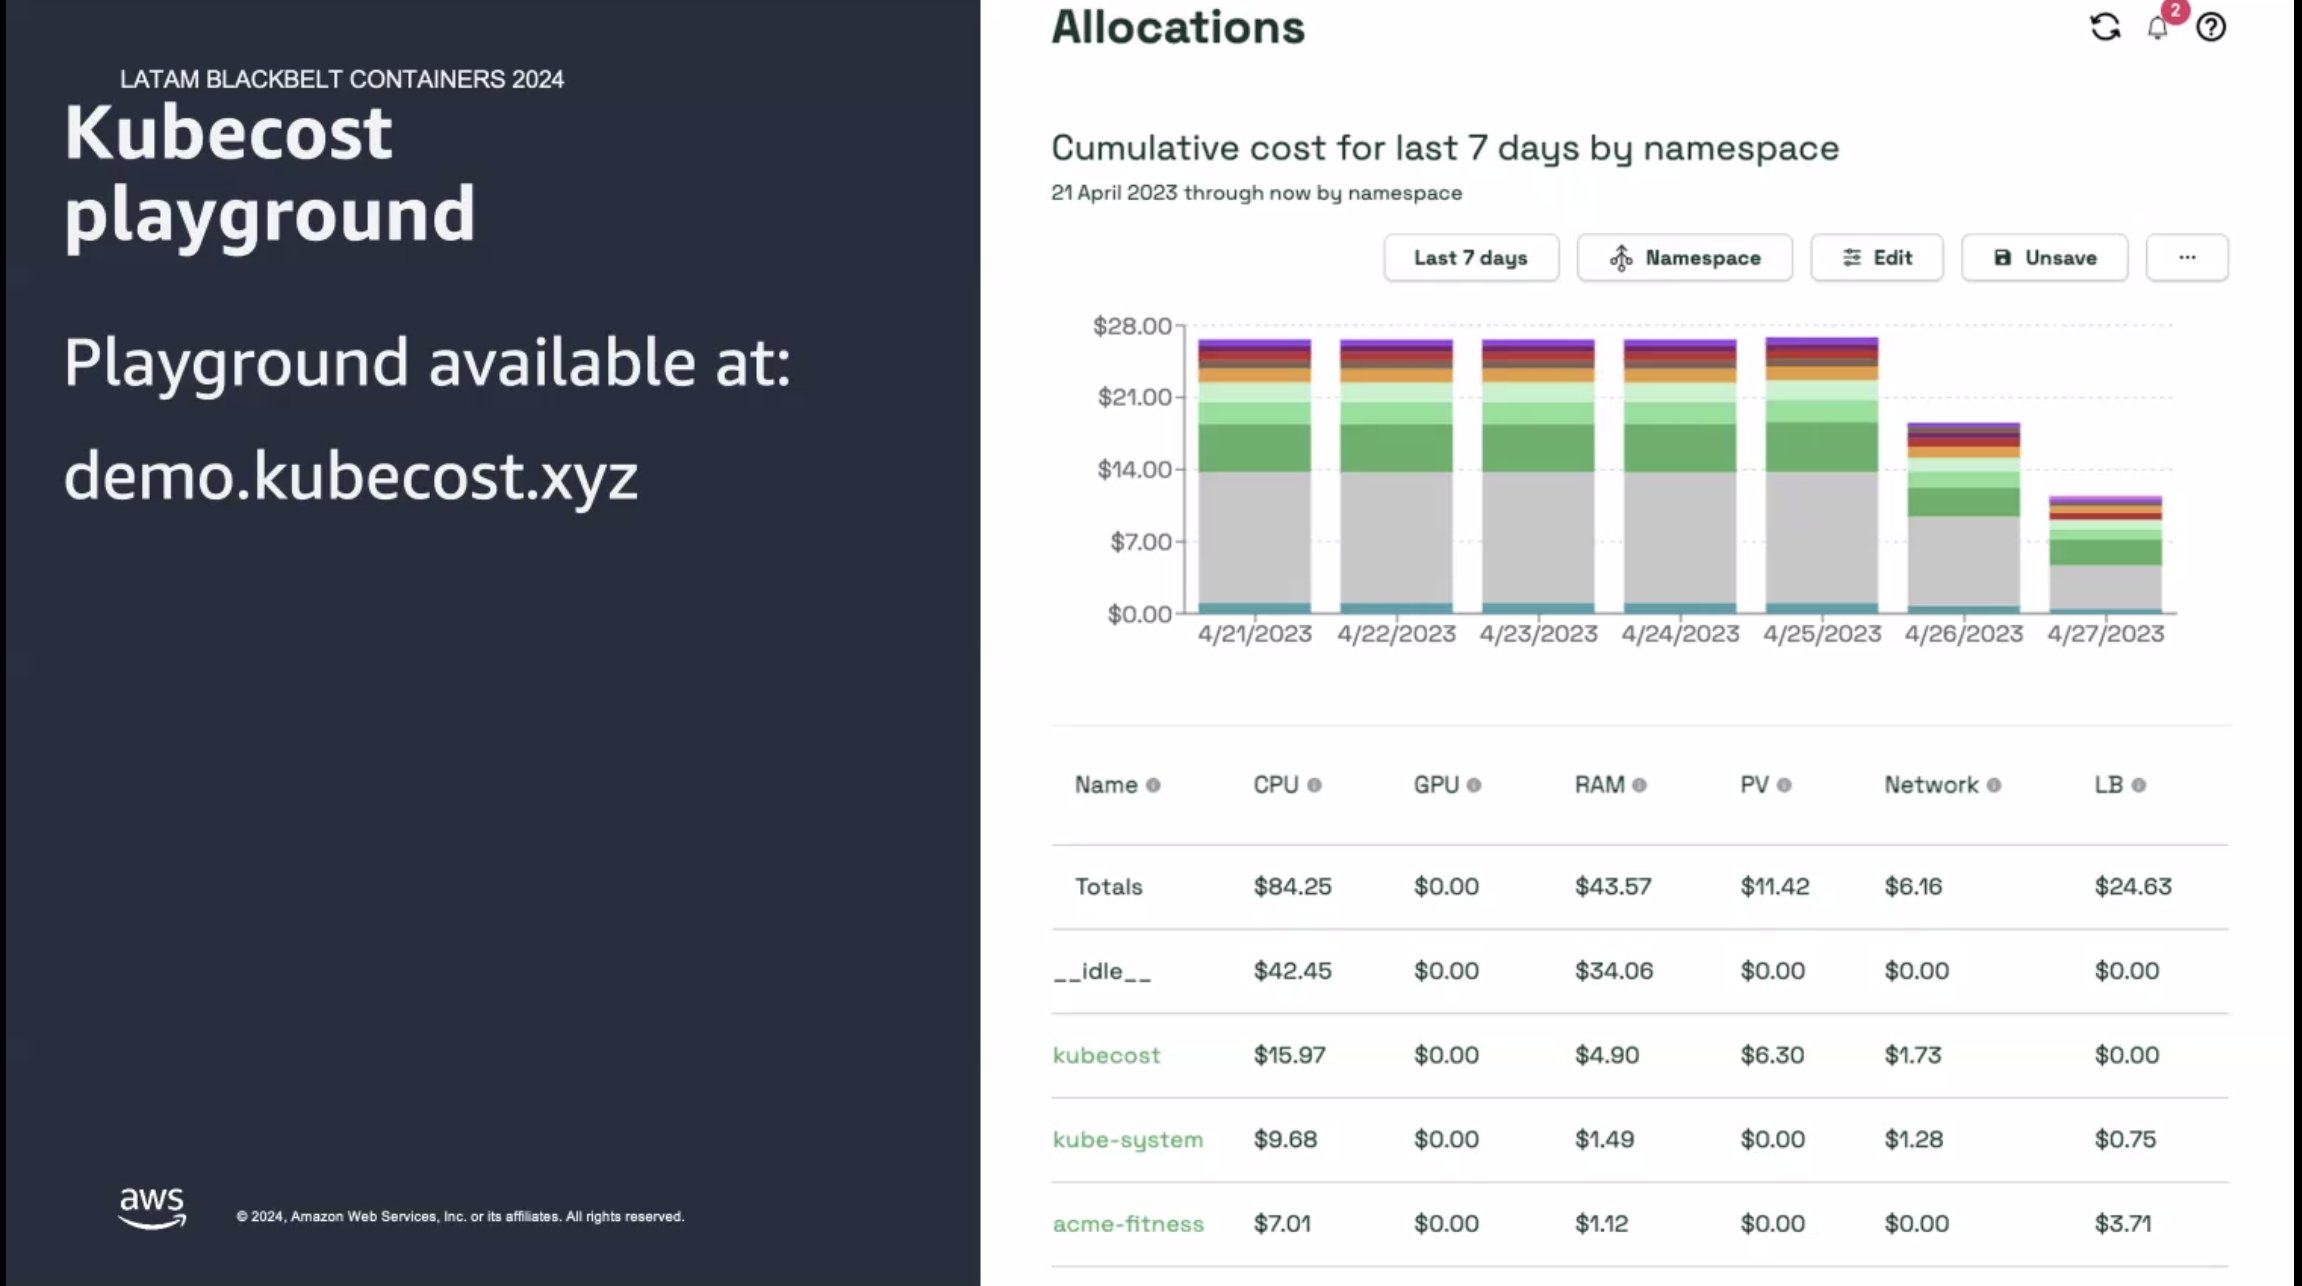 LATAM BLACKBELT CONTAINERS 2024
Kubecost
playground
Playground available at:
demo.kubecost.xyz
aws
© 2024, Amazon Web Services, Inc. or its affiliates. All rights reserved.
Allocations
2
Cumulative cost for last 7 days by namespace
21 April 2023 through now by namespace
Last 7 days Namespace Edit Unsave ...
$28.00
$21.00
$14.00
$7.00
$0.00
4/21/2023 4/22/2023 4/23/2023 4/24/2023 4/25/2023 4/26/2023 4/27/2023
Name CPU GPU RAM PV Network LB
Totals $84.25 $0.00 $43.57 $11.42 $6.16 $24.63
__idle__ $42.45 $0.00 $34.06 $0.00 $0.00 $0.00
kubecost $15.97 $0.00 $4.90 $6.30 $1.73 $0.00
kube-system $9.68 $0.00 $1.49 $0.00 $1.28 $0.75
acme-fitness $7.01 $0.00 $1.12 $0.00 $0.00 $3.71